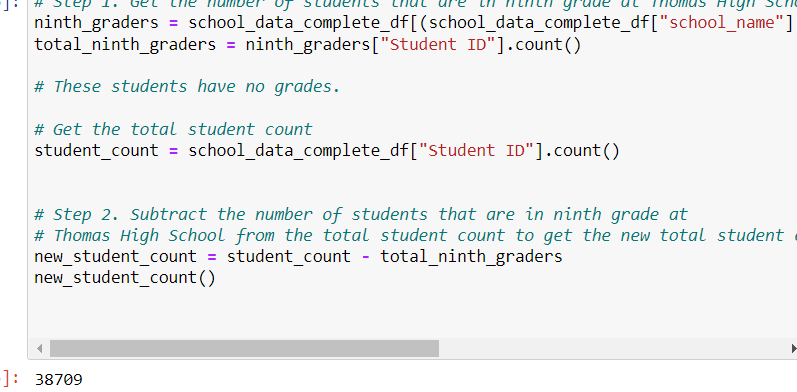 ]: # Step 1. Get the number of students that are in ninth grade at Thomas High
ninth_graders = school_data_complete_df[(school_data_complete_df["school_name"]
total_ninth_graders = ninth_graders["Student ID"].count()
# These students have no grades.
# Get the total student count
student_count = school_data_complete_df["Student ID"].count()
# Step 2. Subtract the number of students that are in ninth grade at
# Thomas High School from the total student count to get the new total student
new_student_count = student_count - total_ninth_graders
new_student_count()
]: 38709